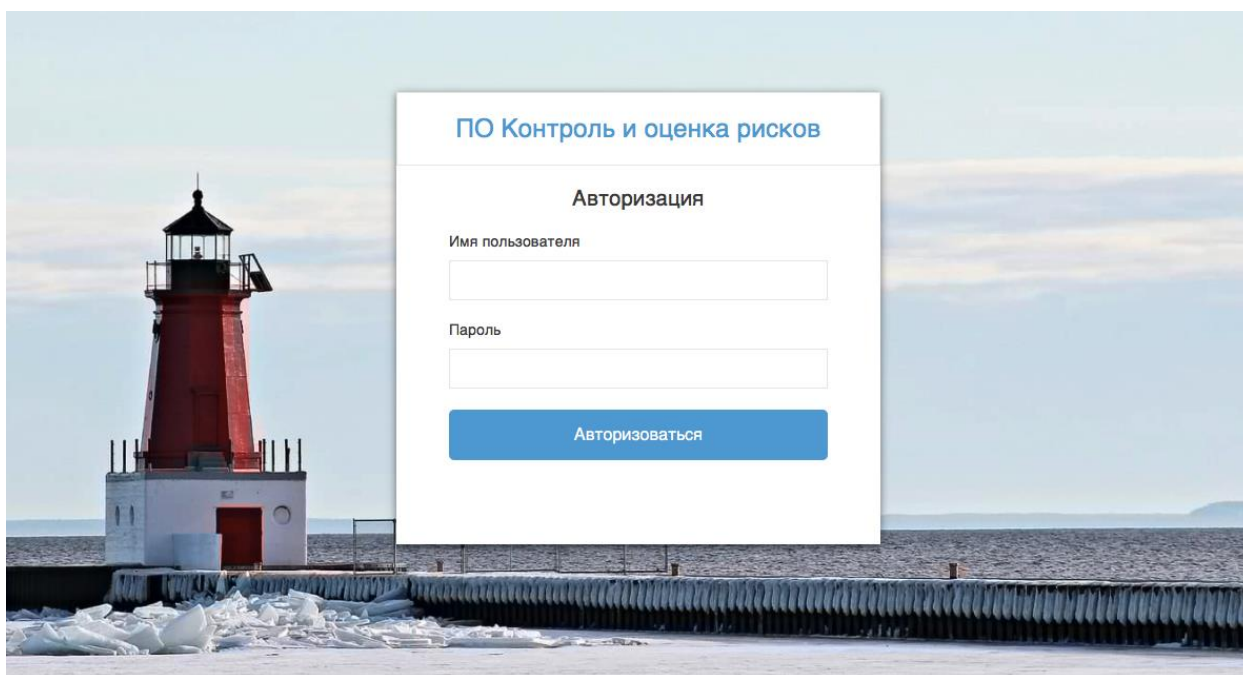 ПО Контроль и оценка рисков
Авторизация
Имя пользователя
Пароль
Авторизоваться